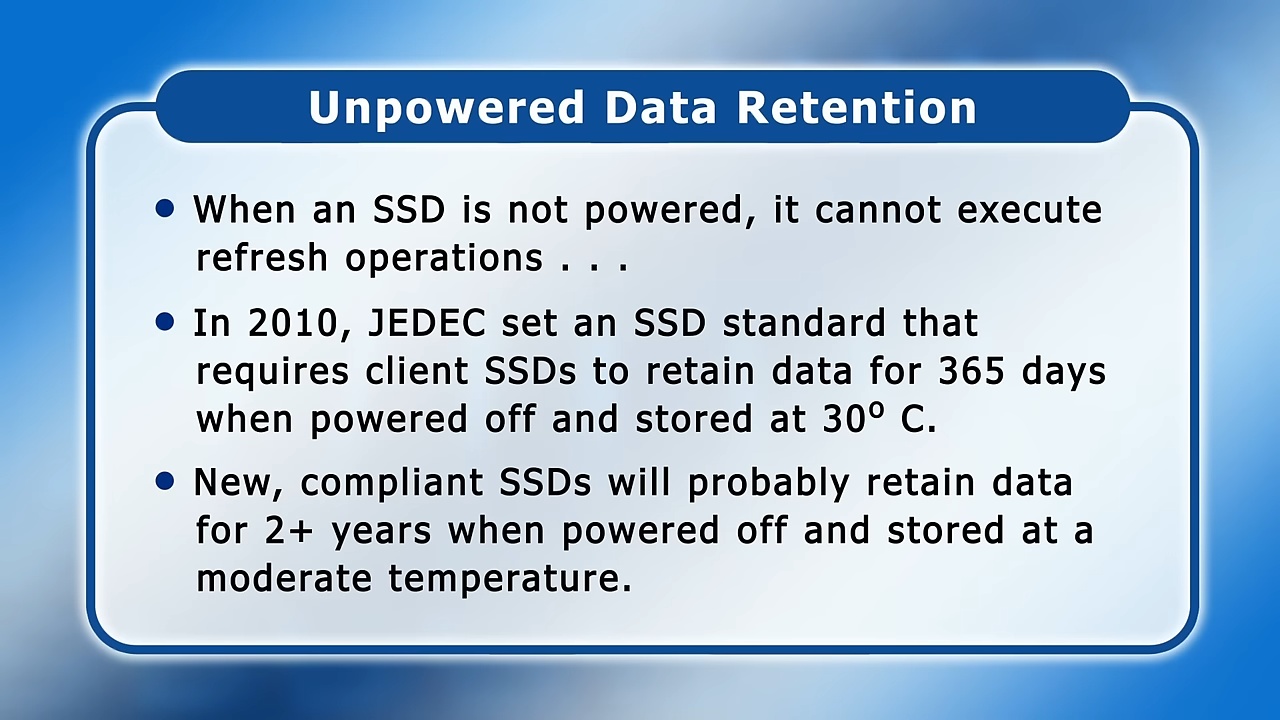 Unpowered Data Retention
• When an SSD is not powered, it cannot execute
refresh operations . . .
• In 2010, JEDEC set an SSD standard that
requires client SSDs to retain data for 365 days
when powered off and stored at 30º C.
• New, compliant SSDs will probably retain data
for 2+ years when powered off and stored at a
moderate temperature.